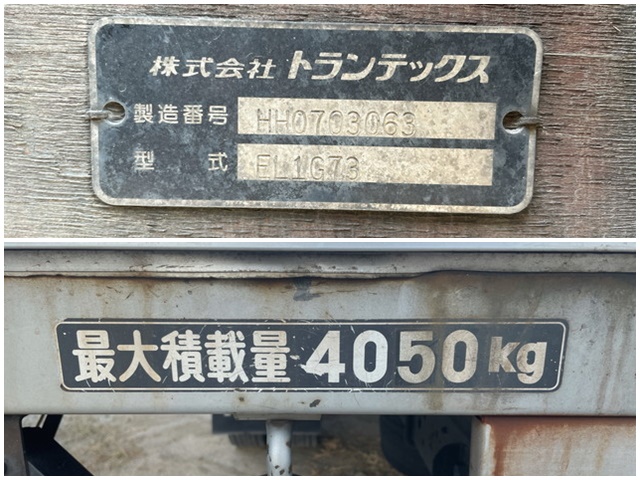 株式会社 トランテックス
製造番号 HH0703063
型式 FL1G73
最大積載量 4050kg